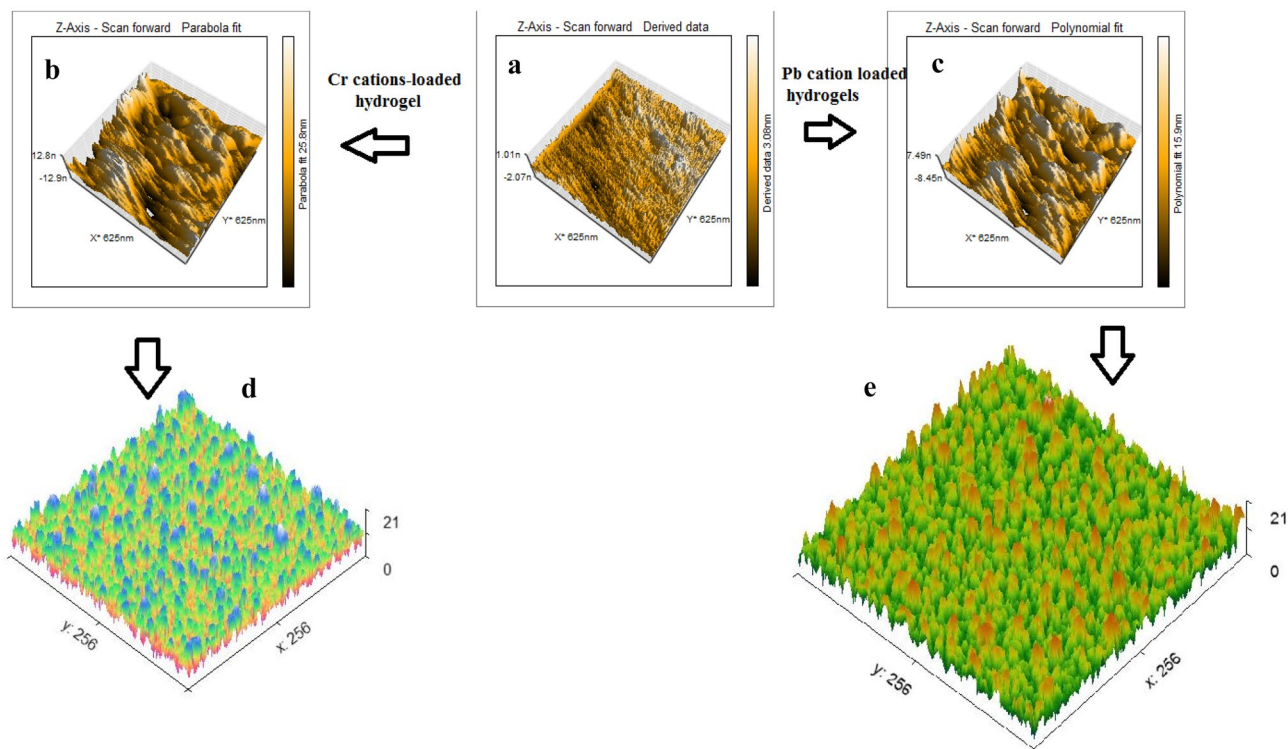 Z-Axis - Scan forward Parabola fit
b
12.8n
-12.9n
X* 625nm
Y* 625nm
Parabola fit 25.8nm
Cr cations-loaded
hydrogel
Z-Axis - Scan forward Derived data
a
1.01n
-2.07n
X* 625nm
Y* 625nm
Derived data 3.08nm
Pb cation loaded
hydrogels
Z-Axis - Scan forward Polynomial fit
c
7.49n
-8.45n
X* 625nm
Y* 625nm
Polynomial fit 15.9nm
d
21
0
y: 256
x: 256
e
21
0
y: 256
x: 256